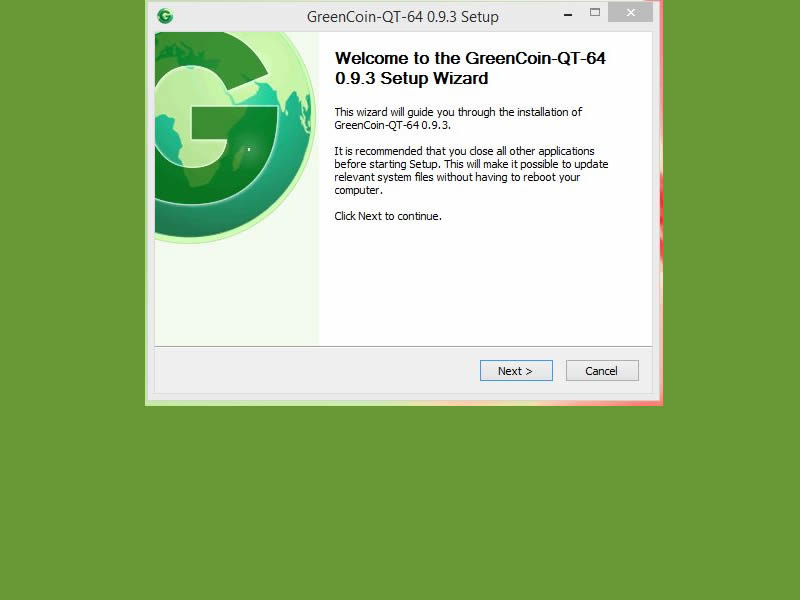 GreenCoin-QT-64 0.9.3 Setup
Welcome to the GreenCoin-QT-64
0.9.3 Setup Wizard
This wizard will guide you through the installation of
GreenCoin-QT-64 0.9.3.
It is recommended that you close all other applications
before starting Setup. This will make it possible to update
relevant system files without having to reboot your
computer.
Click Next to continue.
Next >
Cancel